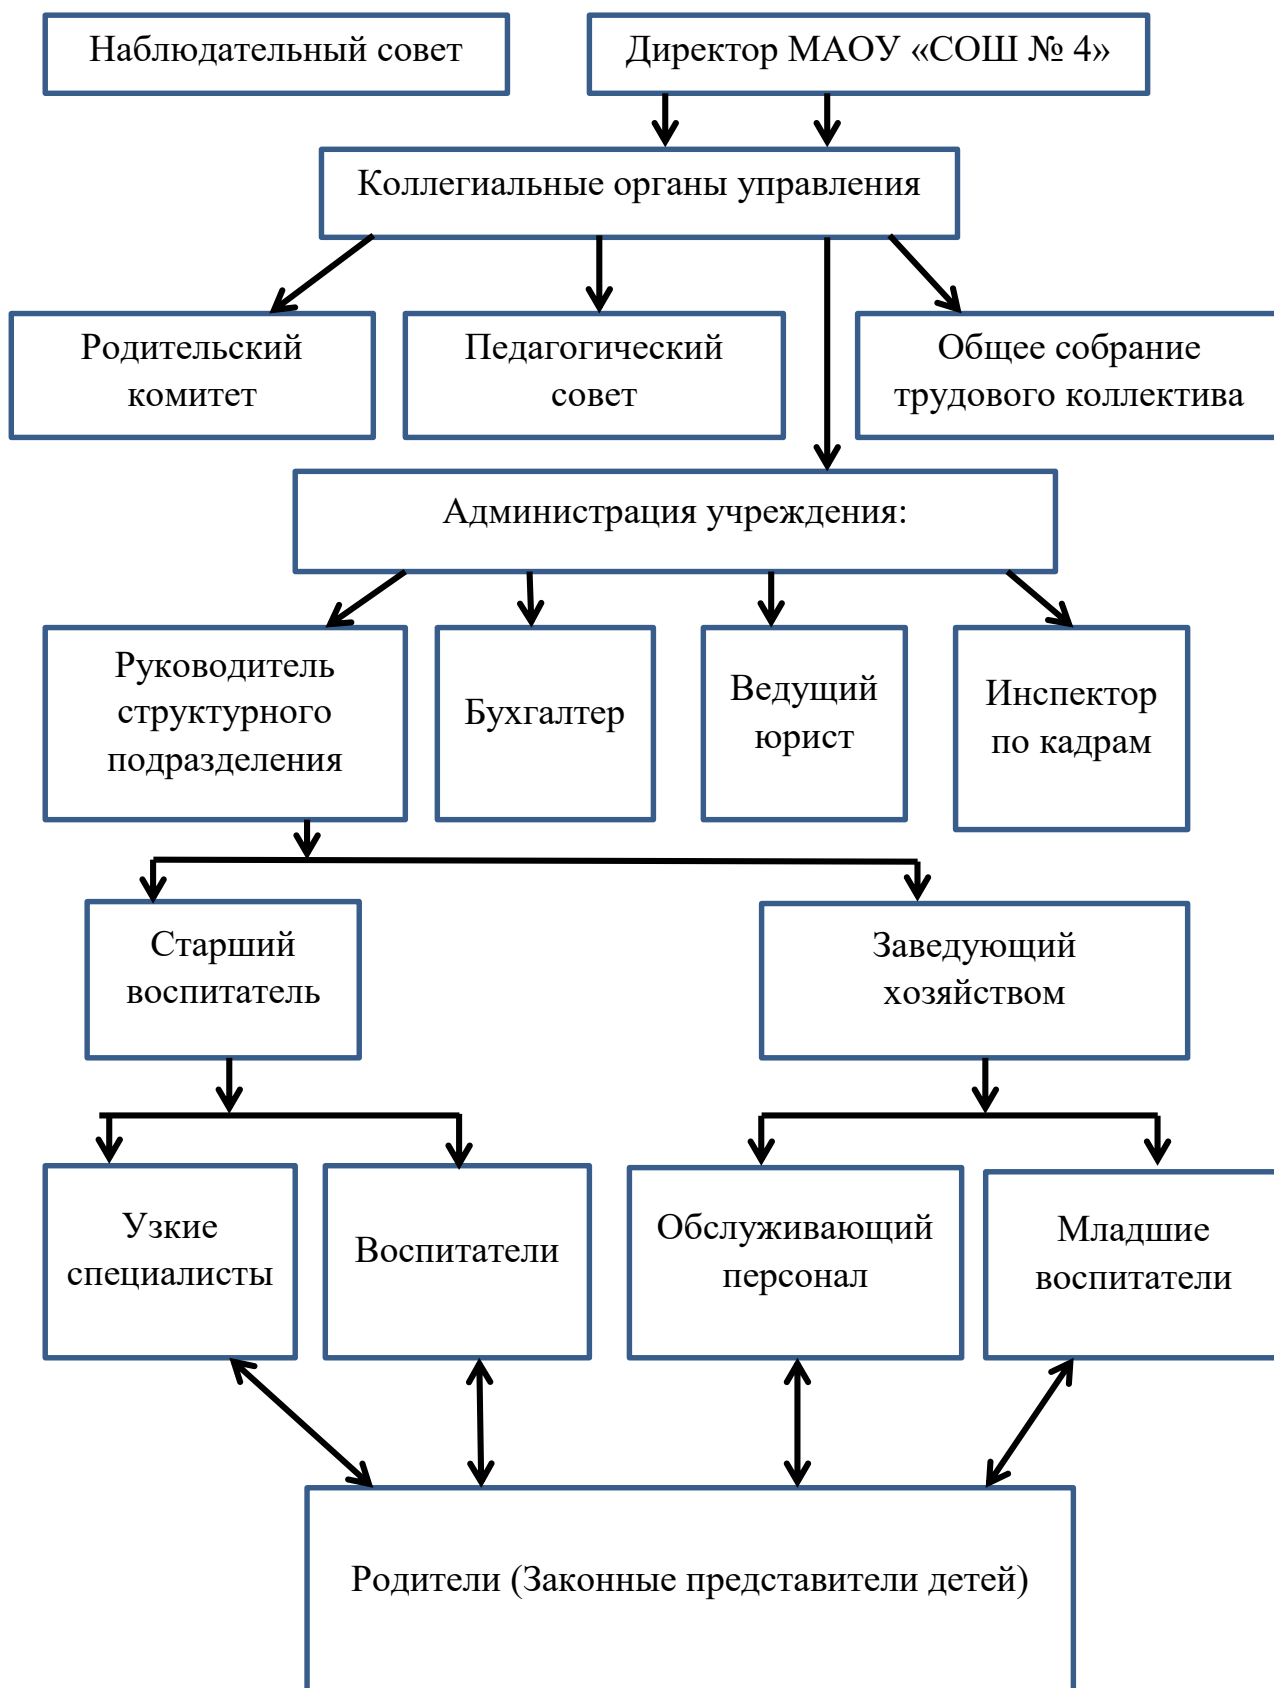 Наблюдательный совет
Директор МАОУ «СОШ № 4»
Коллегиальные органы управления
Родительский
комитет
Педагогический
совет
Общее собрание
трудового коллектива
Администрация учреждения:
Руководитель
структурного
подразделения
Бухгалтер
Ведущий
юрист
Инспектор
по кадрам
Старший
воспитатель
Заведующий
хозяйством
Узкие
специалисты
Воспитатели
Обслуживающий
персонал
Младшие
воспитатели
Родители (Законные представители детей)